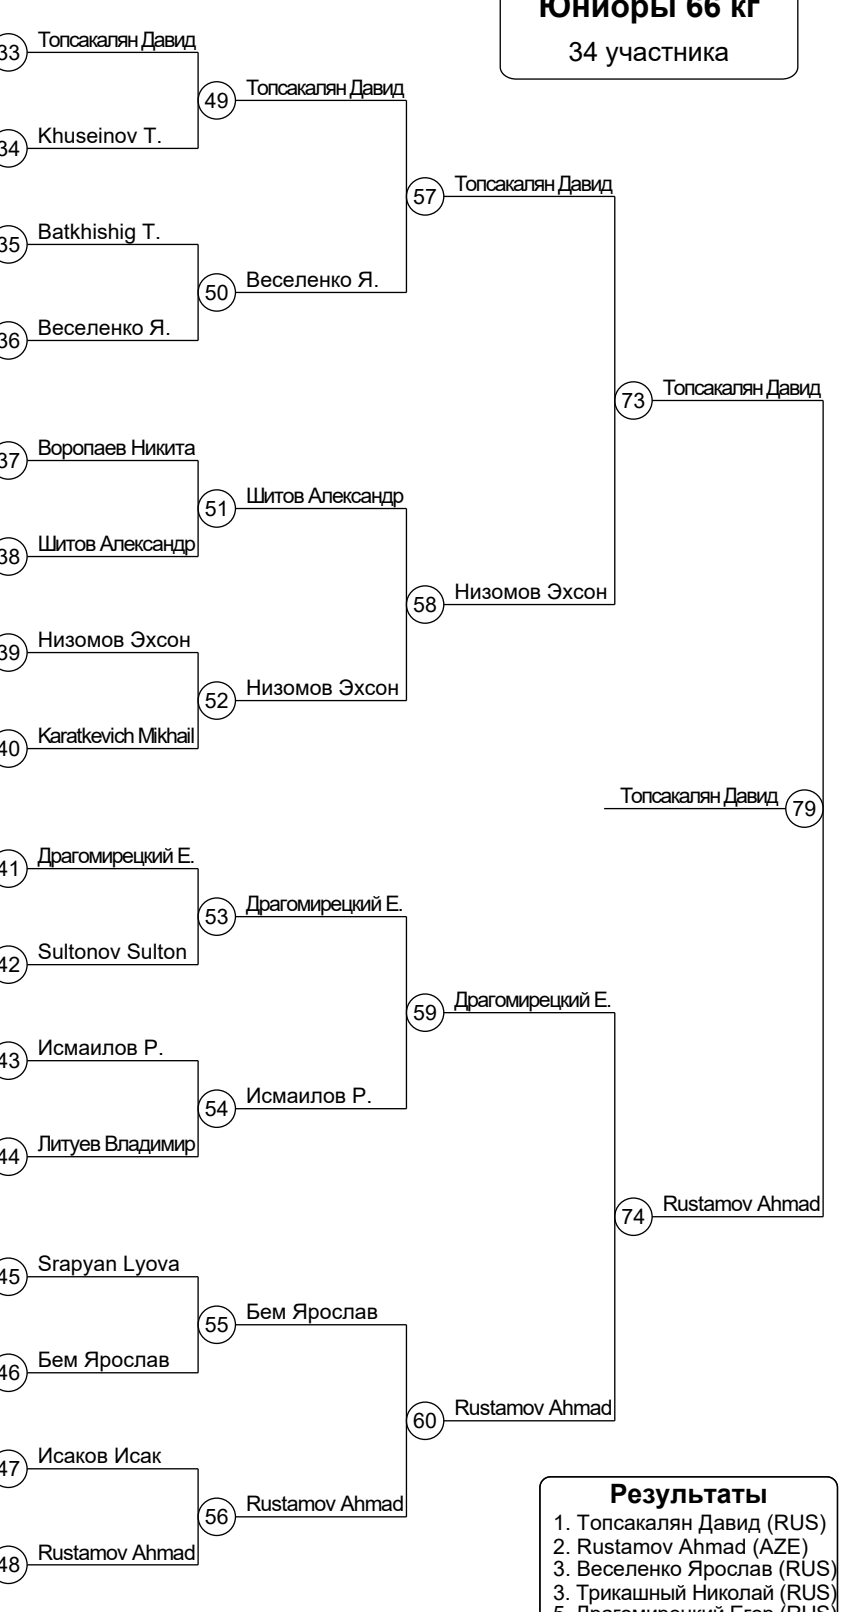 Юниоры 66 кг
34 участника
33 Топсакалян Давид
49 Топсакалян Давид
34 Khuseinov T.
57 Топсакалян Давид
35 Batkhishig T.
50 Веселенко Я.
36 Веселенко Я.
73 Топсакалян Давид
37 Воропаев Никита
51 Шитов Александр
38 Шитов Александр
58 Низомов Эхсон
39 Низомов Эхсон
52 Низомов Эхсон
40 Karatkevich Mikhail
Топсакалян Давид 79
41 Драгомирецкий Е.
53 Драгомирецкий Е.
42 Sultonov Sulton
59 Драгомирецкий Е.
43 Исмаилов Р.
54 Исмаилов Р.
44 Литуев Владимир
74 Rustamov Ahmad
45 Srapyan Lyova
55 Бем Ярослав
46 Бем Ярослав
60 Rustamov Ahmad
47 Исаков Исак
56 Rustamov Ahmad
48 Rustamov Ahmad
Результаты
1. Топсакалян Давид (RUS)
2. Rustamov Ahmad (AZE)
3. Веселенко Ярослав (RUS)
3. Трикашный Николай (RUS)
5. Драгомирецкий Егор (RUS)